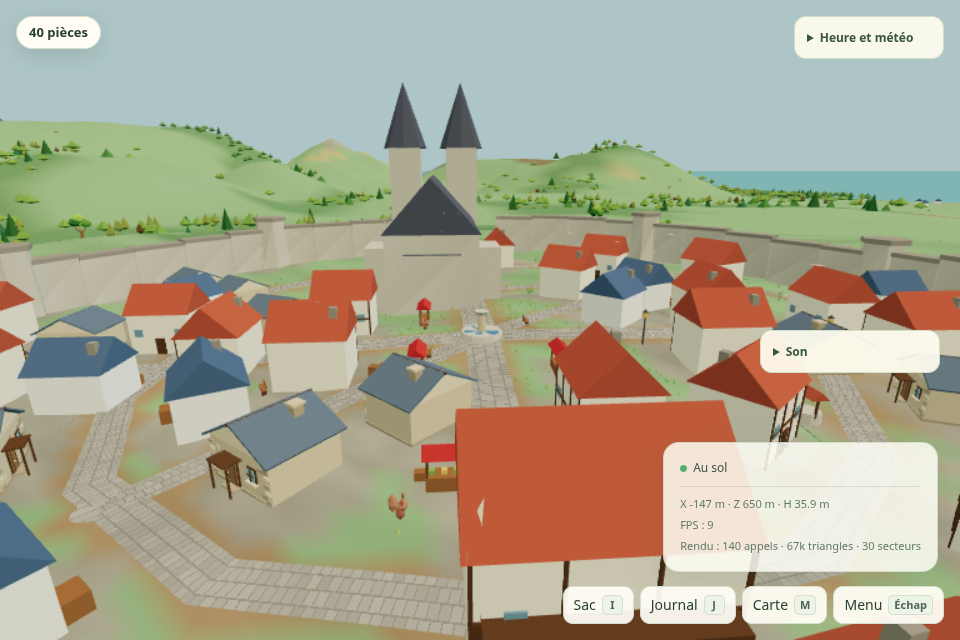 40 pièces
▶ Heure et météo
▶ Son
Au sol
X -147 m · Z 650 m · H 35.9 m
FPS : 9
Rendu : 140 appels · 67k triangles · 30 secteurs
Sac I
Journal J
Carte M
Menu Échap